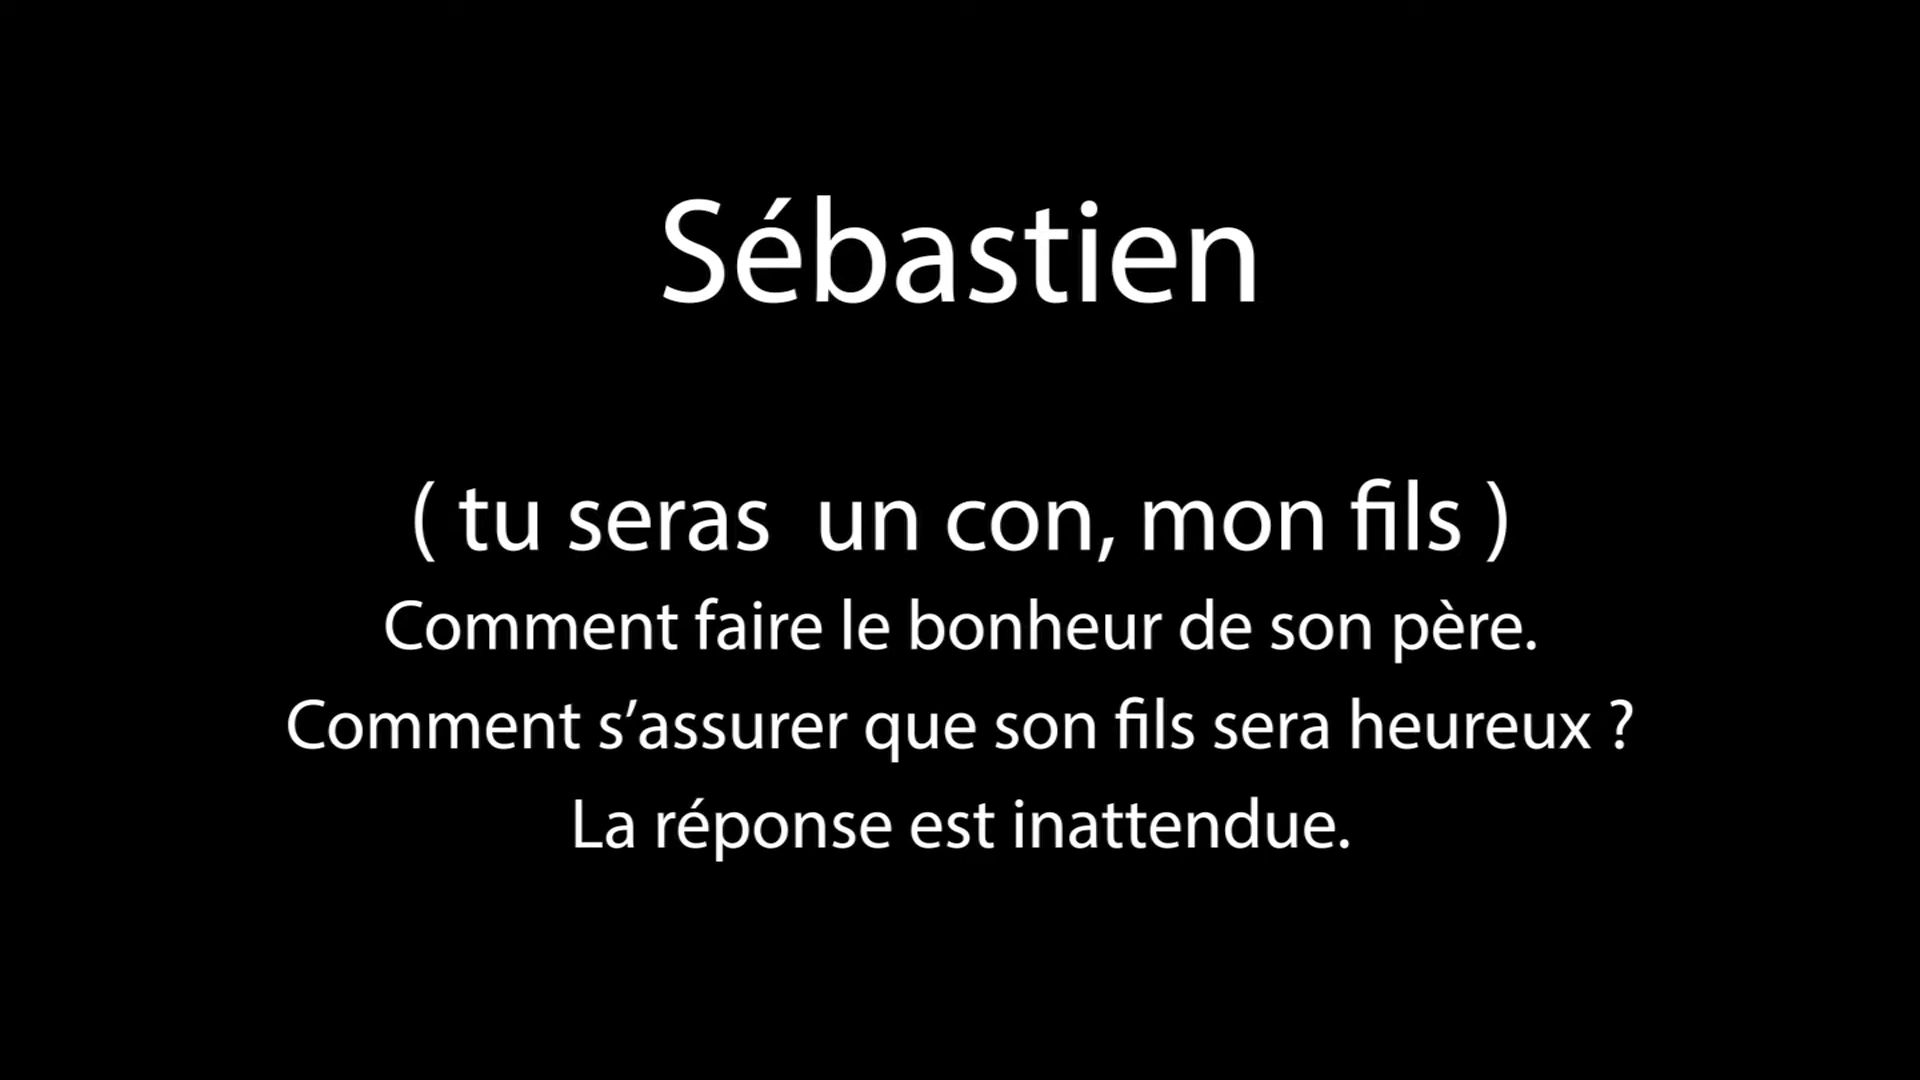 Sébastien
( tu seras  un con, mon fils )
Comment faire le bonheur de son père.
Comment s’assurer que son fils sera heureux ?
La réponse est inattendue.